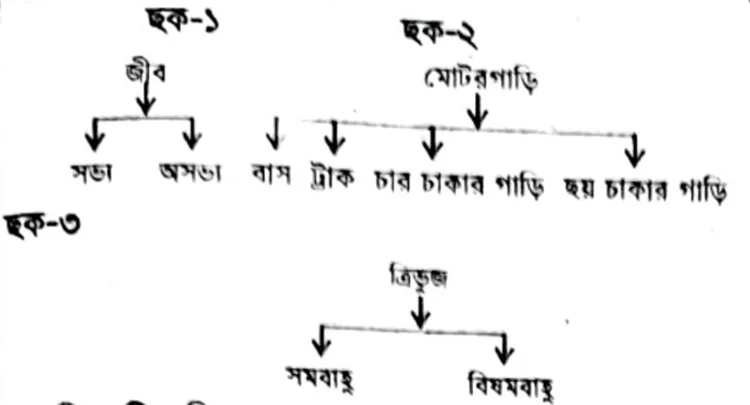 ছক-১
ছক-২
জীব
মোটরগাড়ি
সভ্য অসভ্য বাস ট্রাক চার চাকার গাড়ি ছয় চাকার গাড়ি
ছক-৩
ত্রিভুজ
সমবাহু বিষমবাহু